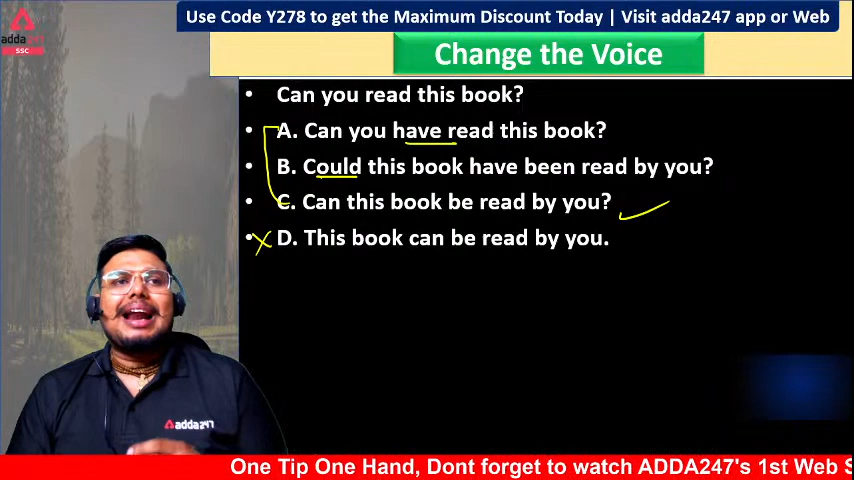 Use Code Y278 to get the Maximum Discount Today | Visit adda247 app or Web
adda247
SSC
Change the Voice
• Can you read this book?
• A. Can you have read this book?
• B. Could this book have been read by you?
• C. Can this book be read by you?
• D. This book can be read by you.
adda247
One Tip One Hand, Dont forget to watch ADDA247's 1st Web S